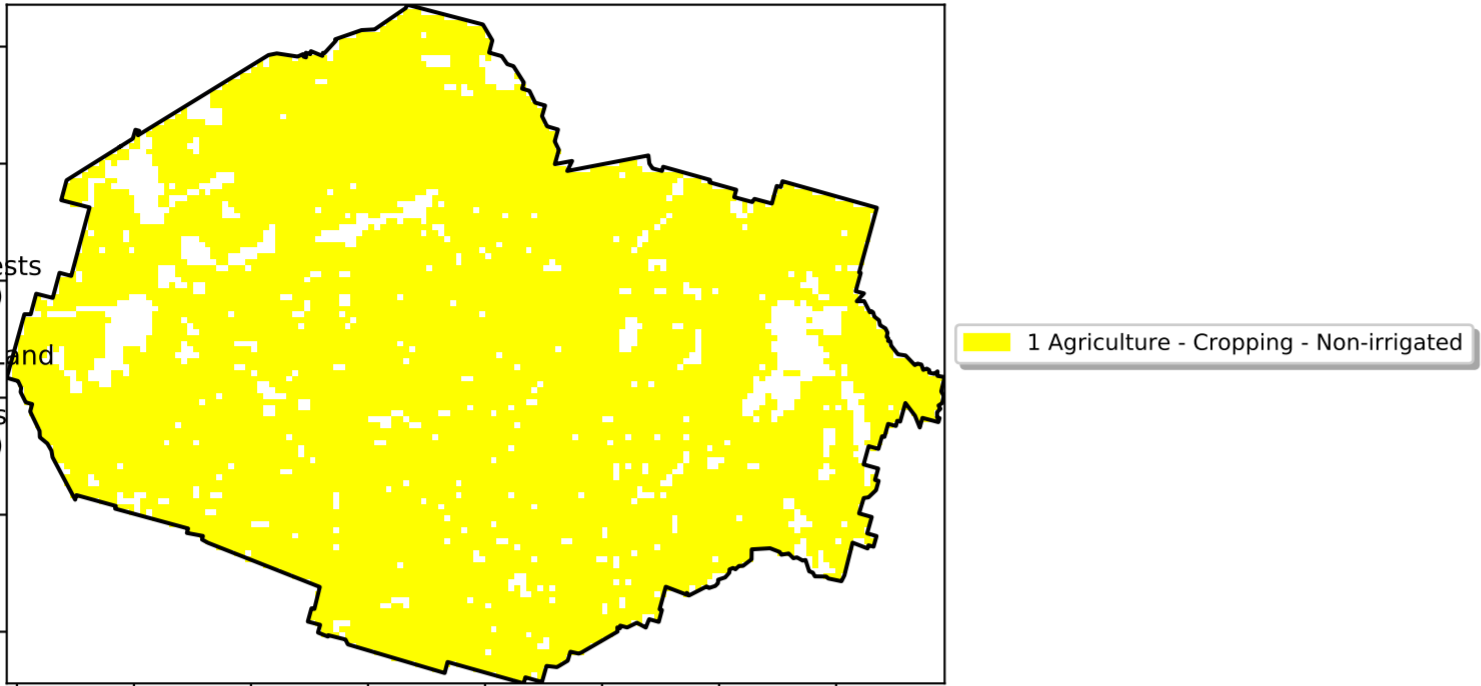 ests
)
and
s
)
1 Agriculture - Cropping - Non-irrigated